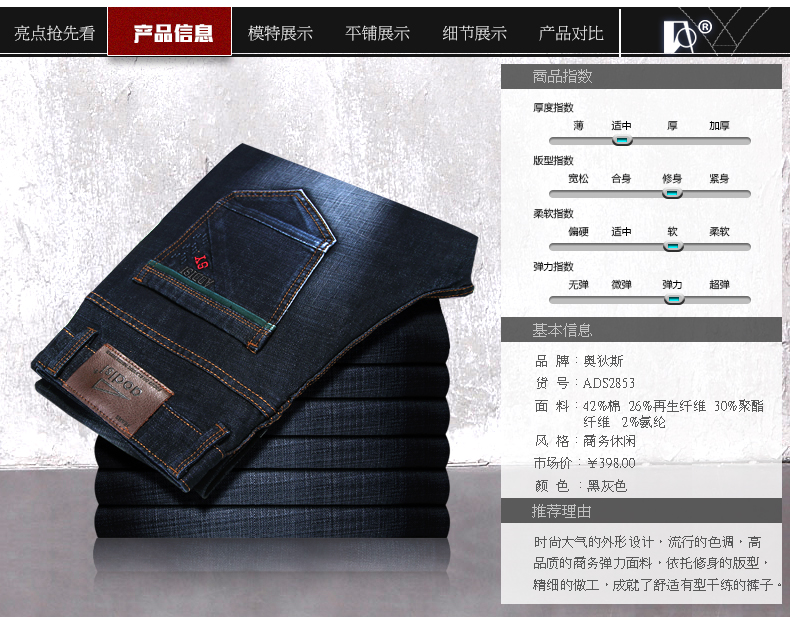 亮点抢先看 产品信息 模特展示 平铺展示 细节展示 产品对比 ®
商品指数
厚度指数
薄 适中 厚 加厚
版型指数
宽松 合身 修身 紧身
柔软指数
偏硬 适中 软 柔软
弹力指数
无弹 微弹 弹力 超弹
基本信息
品 牌：奥狄斯
货 号：ADS2853
面 料：42%棉 26%再生纤维 30%聚酯
纤维 2%氨纶
风 格：商务休闲
市场价：￥398.00
颜 色：黑灰色
推荐理由
时尚大气的外形设计，流行的色调，高
品质的商务弹力面料，依托修身的版型，
精细的做工，成就了舒适有型干练的裤子。